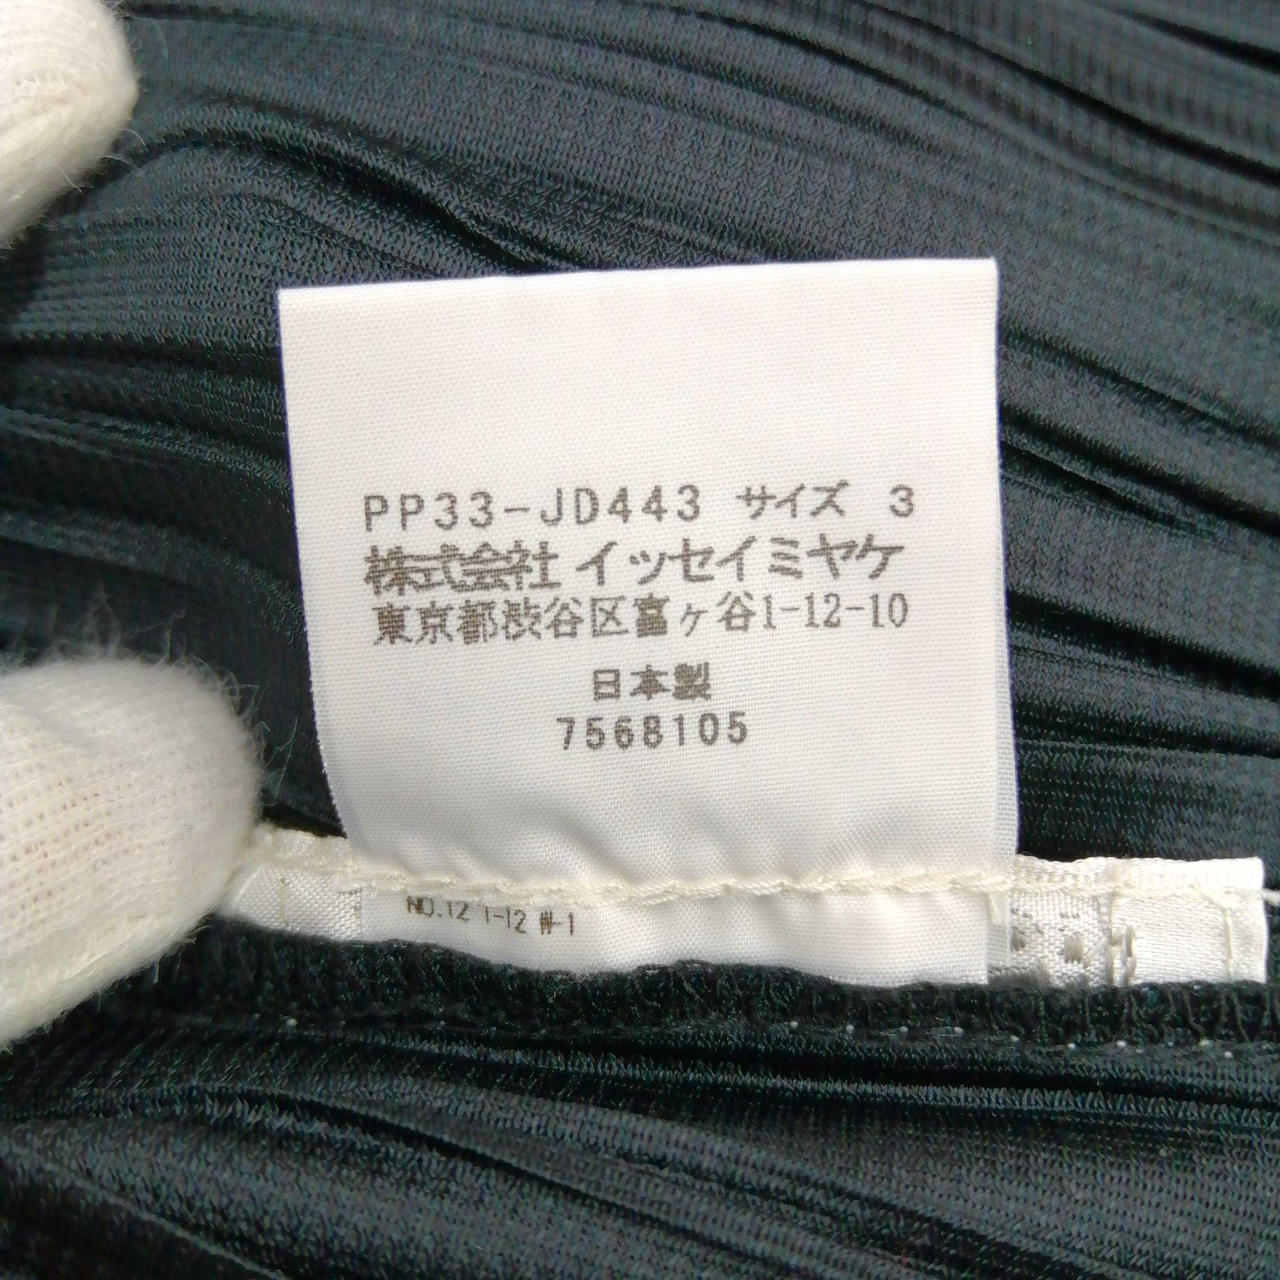 PP33-JD443 サイズ 3
株式会社 イッセイミヤケ
東京都渋谷区富ヶ谷1-12-10
日本製
7568105
NO.12 1-12 W-1